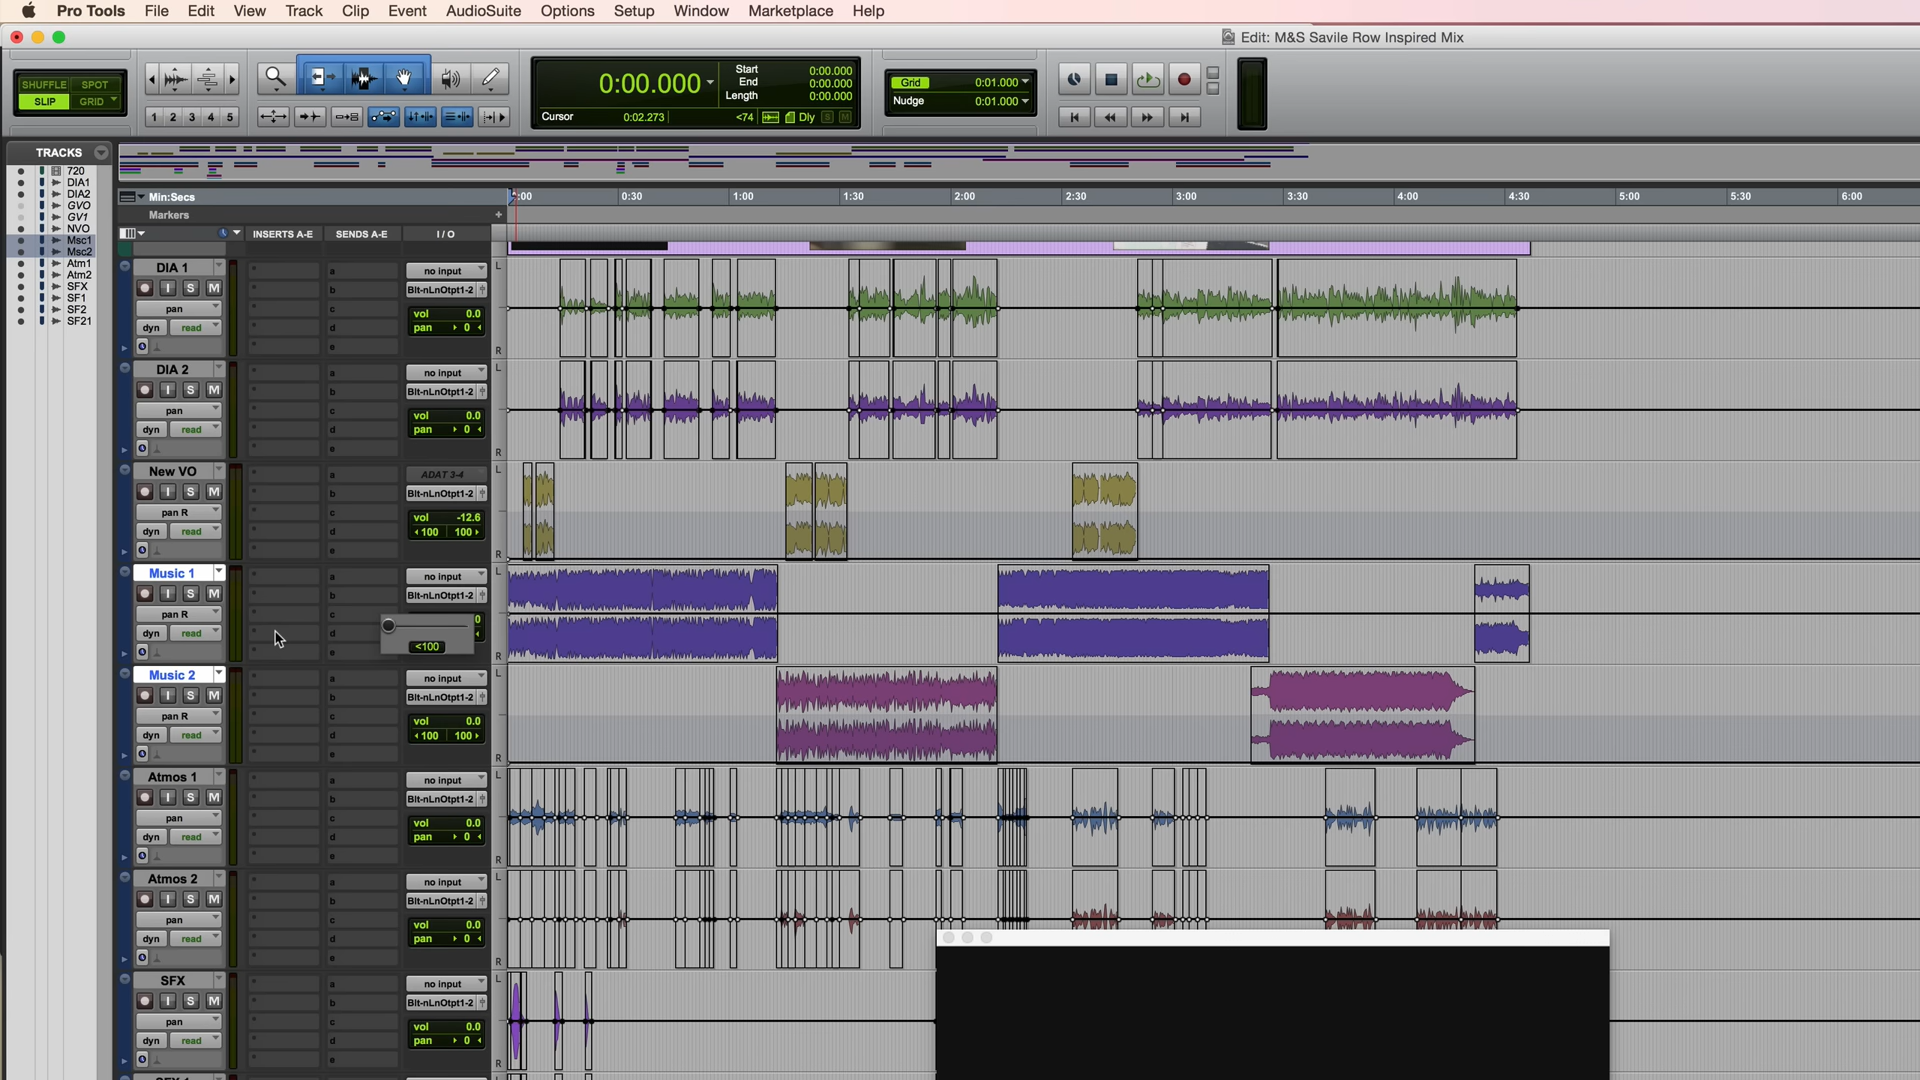 Pro Tools File Edit View Track Clip Event AudioSuite Options Setup Window Marketplace Help
Edit: M&S Savile Row Inspired Mix
SHUFFLE SPOT
SLIP GRID
1 2 3 4 5
0:00.000
Start 0:00.000
End 0:00.000
Length 0:00.000
Cursor 0:02.273 <74 Dly S M
Grid 0:01.000
Nudge 0:01.000
TRACKS
720
DIA1
DIA2
GVO
GV1
NVO
Msc1
Msc2
Atm1
Atm2
SFX
SF1
SF2
SF21
Min:Secs 0:00 0:30 1:00 1:30 2:00 2:30 3:00 3:30 4:00 4:30 5:00 5:30 6:00
Markers +
INSERTS A-E SENDS A-E I / O
DIA 1 a no input L
I S M b Blt-nLnOtpt1-2
pan c vol 0.0
dyn read d pan 0
e R
DIA 2 a no input L
I S M b Blt-nLnOtpt1-2
pan c vol 0.0
dyn read d pan 0
e R
New VO a ADAT 3-4 L
I S M b Blt-nLnOtpt1-2
pan R c vol -12.6
dyn read d 100 100
e R
Music 1 a no input L
I S M b Blt-nLnOtpt1-2
pan R c 0
dyn read d
<100
e R
Music 2 a no input L
I S M b Blt-nLnOtpt1-2
pan R c vol 0.0
dyn read d 100 100
e R
Atmos 1 a no input L
I S M b Blt-nLnOtpt1-2
pan c vol 0.0
dyn read d pan 0
e R
Atmos 2 a no input L
I S M b Blt-nLnOtpt1-2
pan c vol 0.0
dyn read d pan 0
e R
SFX a no input L
I S M b Blt-nLnOtpt1-2
pan c vol 0.0
dyn read d pan 0
e R